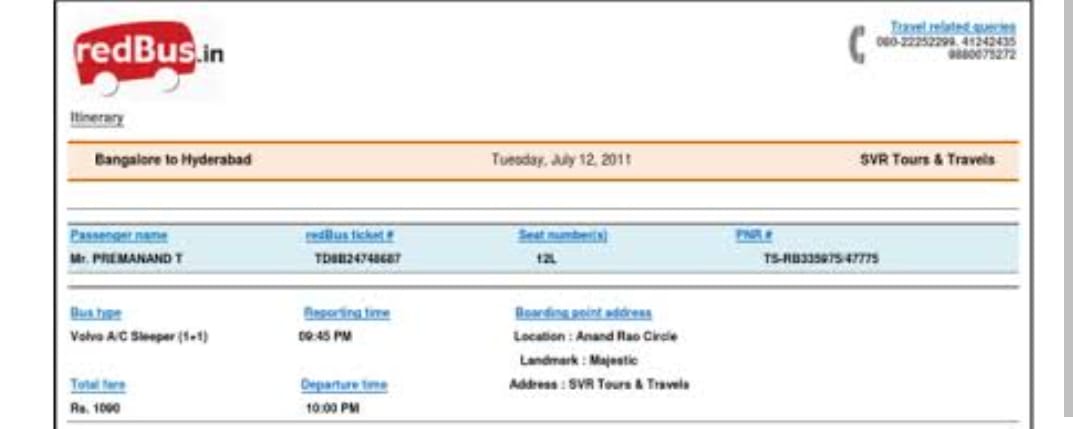 redBus.in
Travel related queries
080-22252299, 41242435
9880075272
Itinerary
Bangalore to Hyderabad Tuesday, July 12, 2011 SVR Tours & Travels
Passenger name redBus ticket # Seat number(s) PNR #
Mr. PREMANAND T TD8B24748687 12L TS-RB335975/47775
Bus type Reporting time Boarding point address
Volvo A/C Sleeper (1+1) 09:45 PM Location : Anand Rao Circle
Landmark : Majestic
Total fare Departure time Address : SVR Tours & Travels
Rs. 1090 10:00 PM